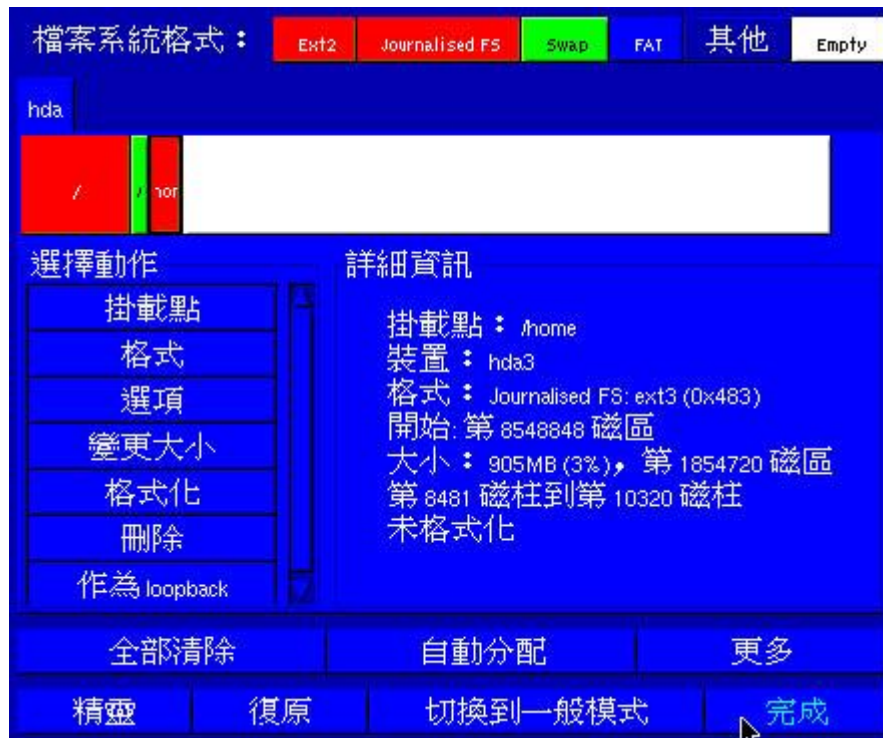 檔案系統格式： Ext2 Journalised FS Swap FAT 其他 Empty
hda
/
選擇動作
掛載點
格式
選項
變更大小
格式化
刪除
作為 loopback
詳細資訊
掛載點： /home
裝置： hda3
格式： Journalised FS: ext3 (0x483)
開始: 第 8548848 磁區
大小： 905MB (3%), 第 1854720 磁區
第 8481 磁柱到第 10320 磁柱
未格式化
全部清除 自動分配 更多
精靈 復原 切換到一般模式 完成